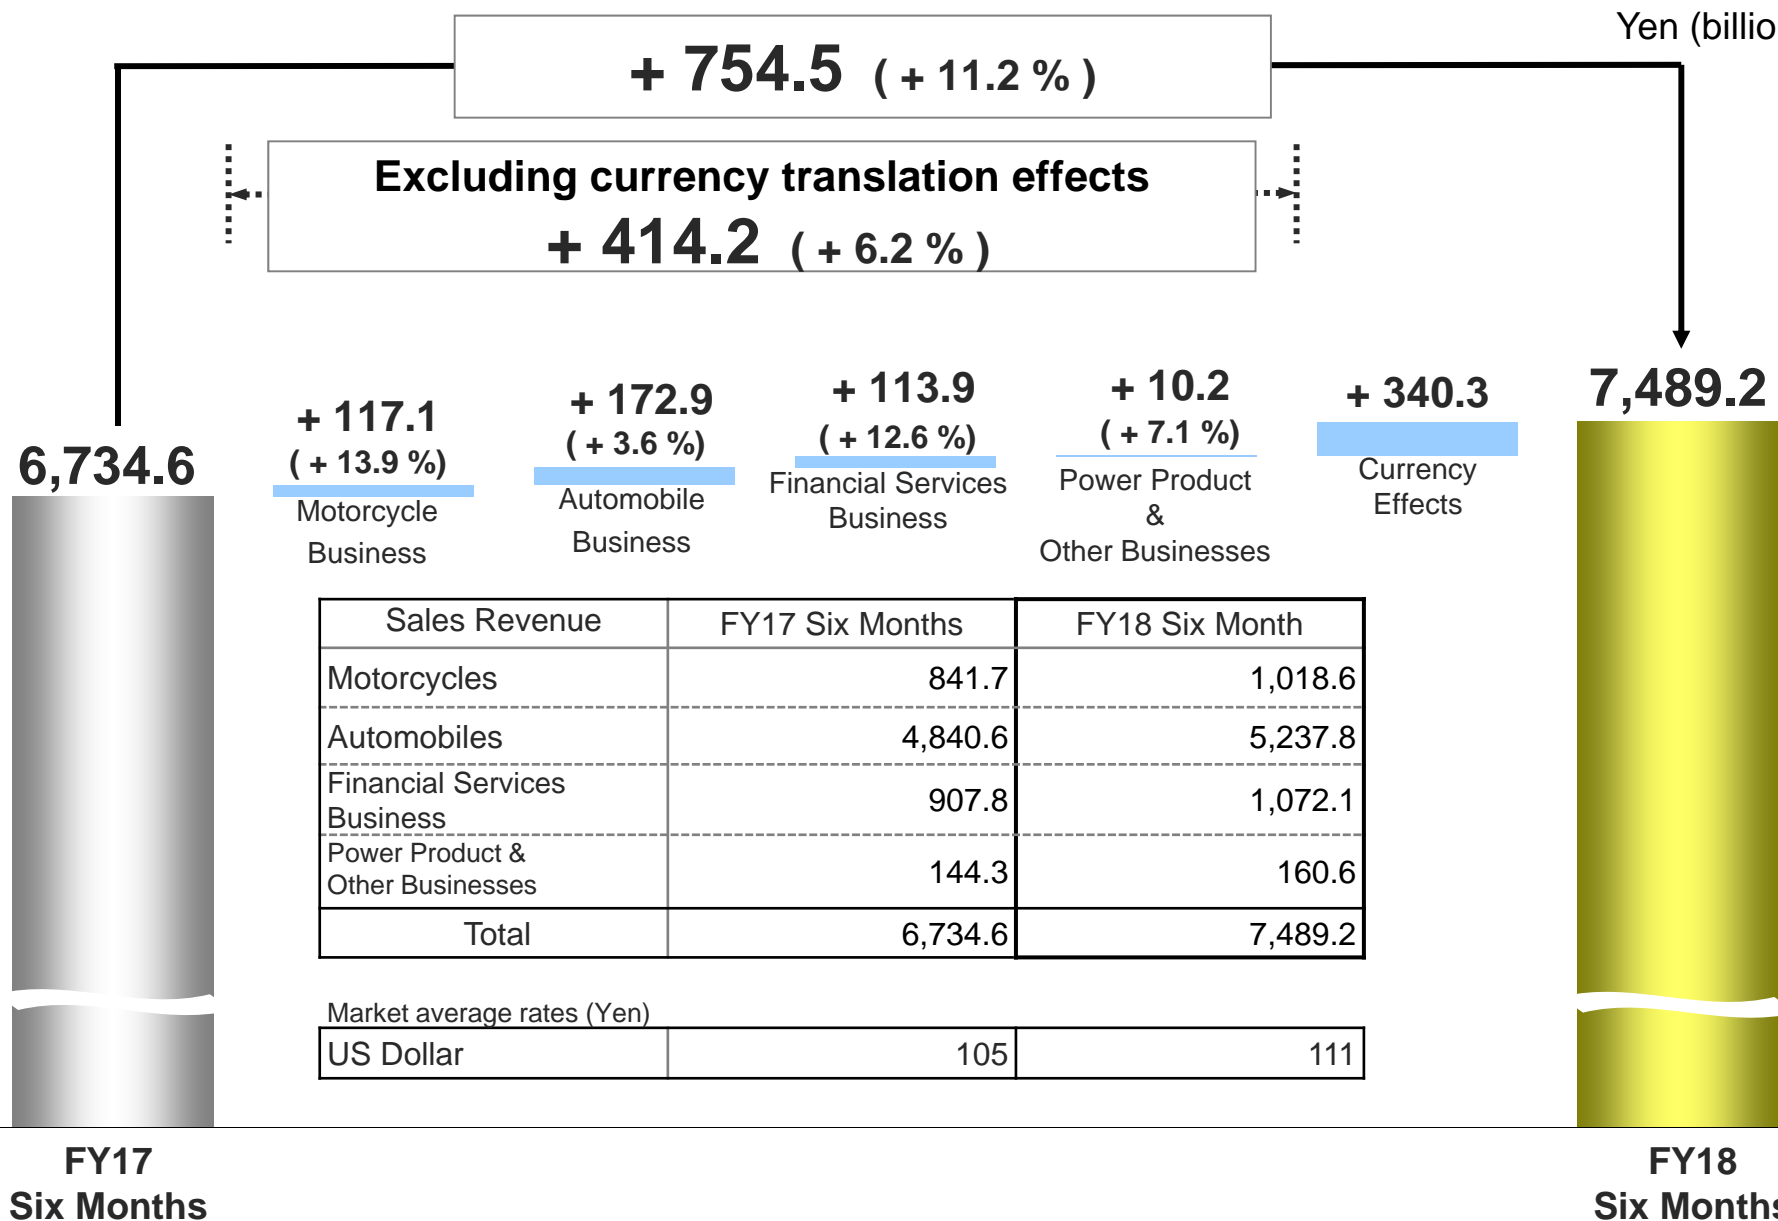 Yen (billio
+ 754.5 ( + 11.2 % )
Excluding currency translation effects
+ 414.2 ( + 6.2 % )
6,734.6
+ 117.1
( + 13.9 %)
Motorcycle
Business
+ 172.9
( + 3.6 %)
Automobile
Business
+ 113.9
( + 12.6 %)
Financial Services
Business
+ 10.2
( + 7.1 %)
Power Product
&
Other Businesses
+ 340.3
Currency
Effects
7,489.2
Sales Revenue FY17 Six Months FY18 Six Month
Motorcycles 841.7 1,018.6
Automobiles 4,840.6 5,237.8
Financial Services
Business 907.8 1,072.1
Power Product &
Other Businesses 144.3 160.6
Total 6,734.6 7,489.2
Market average rates (Yen)
US Dollar 105 111
FY17
Six Months
FY18
Six Months